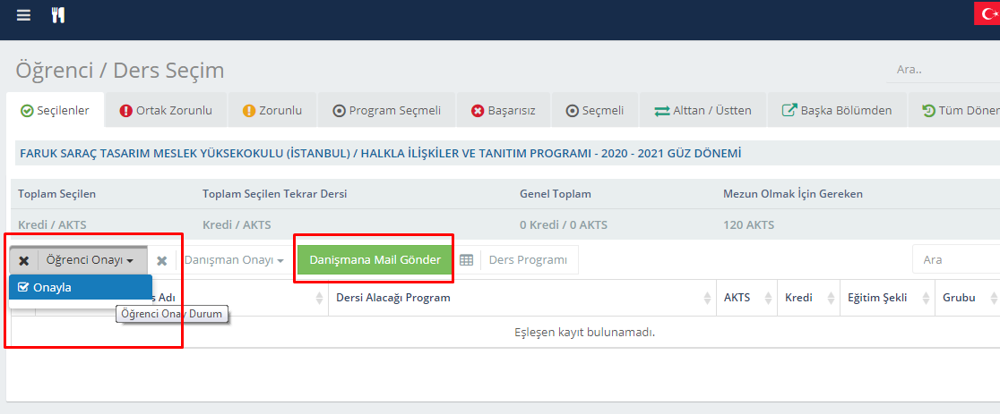 Öğrenci / Ders Seçim
Ara..
Seçilenler Ortak Zorunlu Zorunlu Program Seçmeli Başarısız Seçmeli Alttan / Üstten Başka Bölümden Tüm Döner
FARUK SARAÇ TASARIM MESLEK YÜKSEKOKULU (İSTANBUL) / HALKLA İLİŞKİLER VE TANITIM PROGRAMI - 2020 - 2021 GÜZ DÖNEMİ
Toplam Seçilen Toplam Seçilen Tekrar Dersi Genel Toplam Mezun Olmak İçin Gereken
Kredi / AKTS Kredi / AKTS 0 Kredi / 0 AKTS 120 AKTS
Öğrenci Onayı Danışman Onayı Danişmana Mail Gönder Ders Programı Ara
Onayla
s Adı Dersi Alacağı Program AKTS Kredi Eğitim Şekli Grubu
Öğrenci Onay Durum
Eşleşen kayıt bulunamadı.